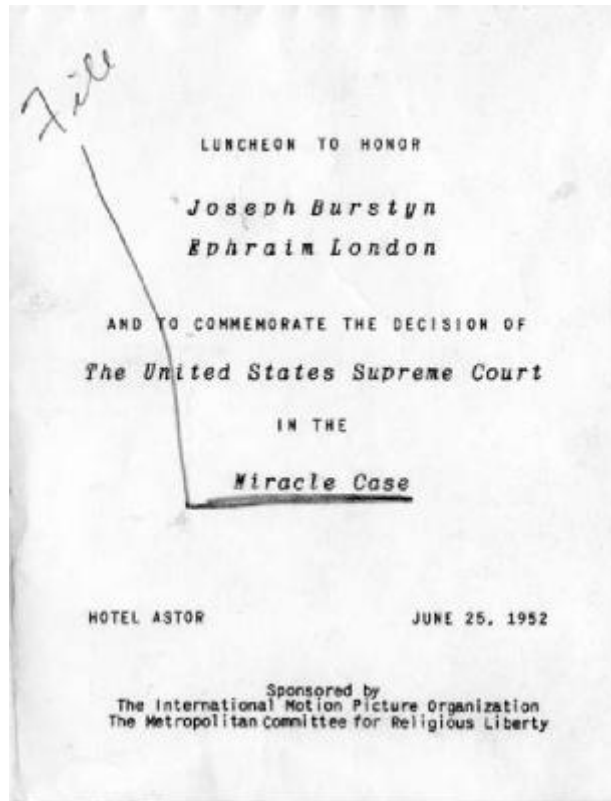 File
LUNCHEON TO HONOR
Joseph Burstyn
Ephraim London
AND TO COMMEMORATE THE DECISION OF
The United States Supreme Court
IN THE
Miracle Case
HOTEL ASTOR JUNE 25, 1952
Sponsored by
The International Motion Picture Organization
The Metropolitan Committee for Religious Liberty